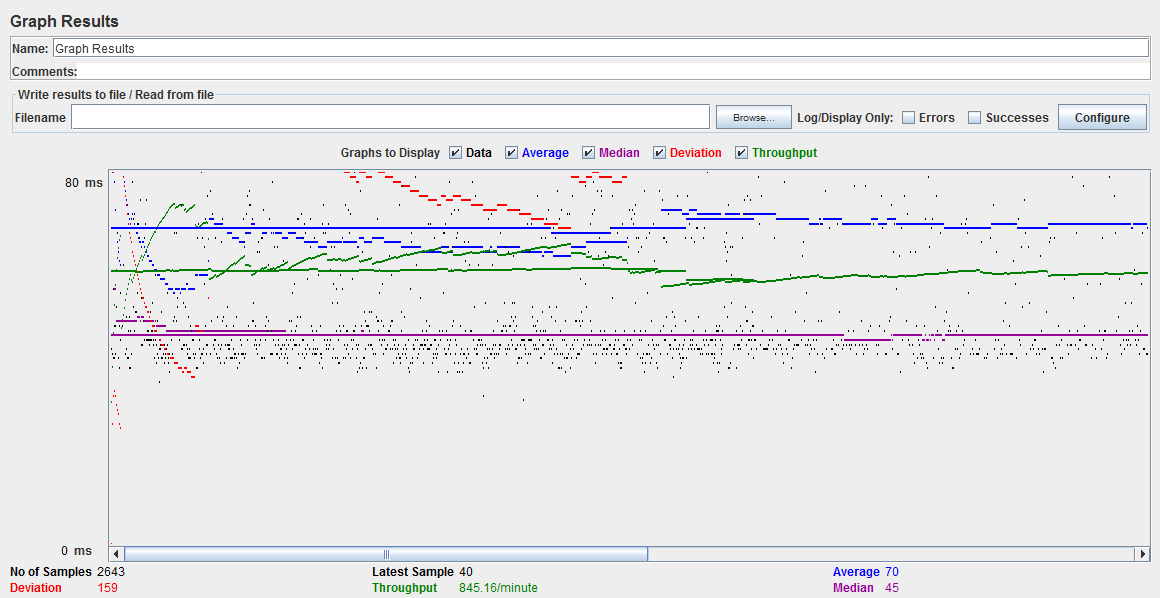 Graph Results
Name: Graph Results
Comments:
Write results to file / Read from file
Filename Browse... Log/Display Only: Errors Successes Configure
Graphs to Display Data Average Median Deviation Throughput
80 ms
0 ms
No of Samples 2643 Latest Sample 40 Average 70
Deviation 159 Throughput 845.16/minute Median 45